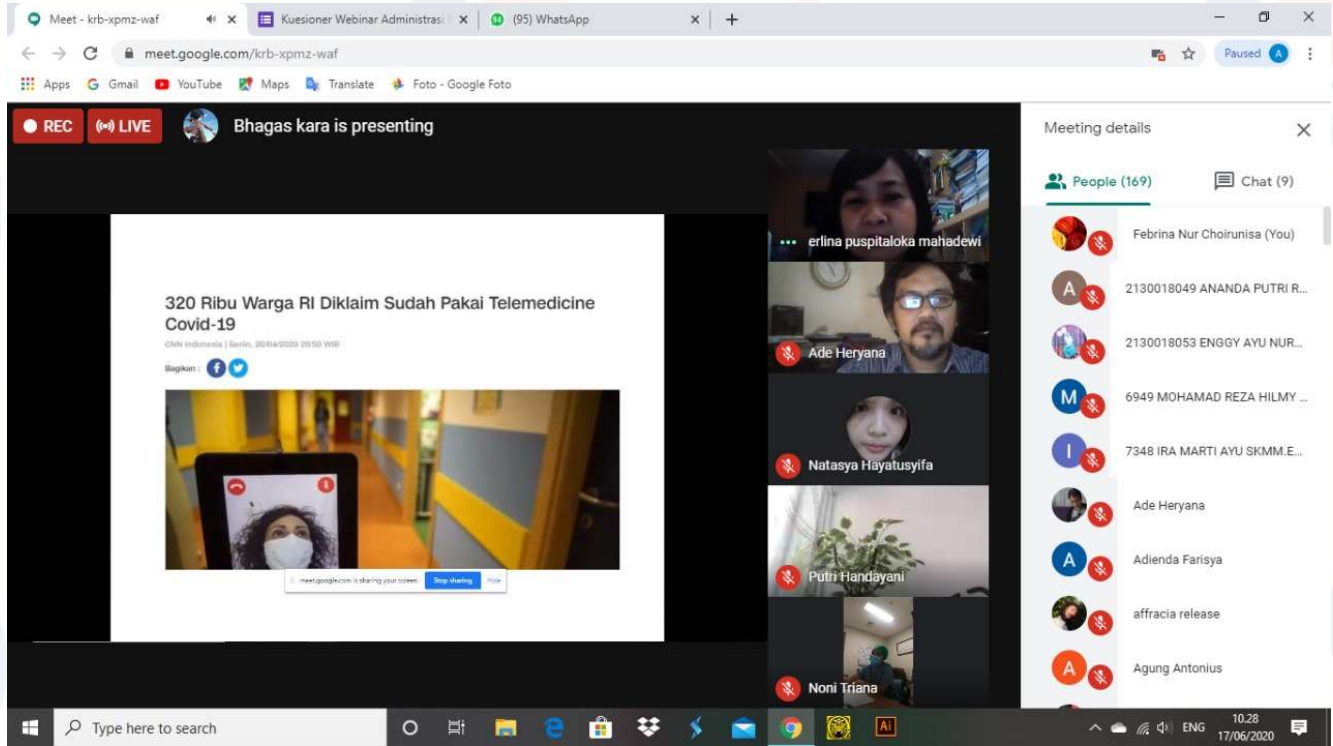 Meet - krb-xpmz-waf
Kuesioner Webinar Administrasi
(95) WhatsApp
meet.google.com/krb-xpmz-waf
Paused A
Apps Gmail YouTube Maps Translate Foto - Google Foto
REC LIVE Bhagas kara is presenting
320 Ribu Warga RI Diklaim Sudah Pakai Telemedicine
Covid-19
CNN Indonesia | Senin, 20/04/2020 20:50 WIB
Bagikan :
meet.google.com is sharing your screen. Stop sharing Hide
erlina puspitaloka mahadewi
Ade Heryana
Natasya Hayatusyifa
Putri Handayani
Noni Triana
Meeting details
People (169) Chat (9)
Febrina Nur Choirunisa (You)
A 2130018049 ANANDA PUTRI R...
2130018053 ENGGY AYU NUR...
M 6949 MOHAMAD REZA HILMY ...
I 7348 IRA MARTI AYU SKMM.E...
Ade Heryana
A Adienda Farisya
affracia release
A Agung Antonius
Type here to search
Ai
ENG
10.28
17/06/2020